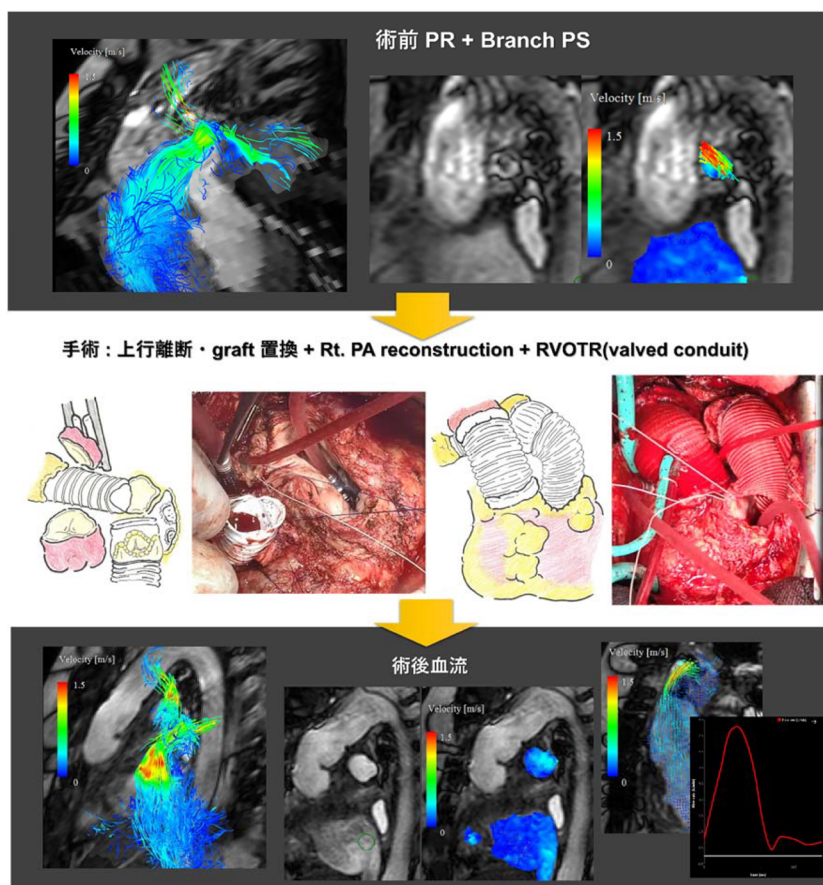 術前 PR + Branch PS
Velocity [m/s]
1.5
0
Velocity [m/s]
1.5
0
手術 : 上行離断・graft 置換 + Rt. PA reconstruction + RVOTR(valved conduit)
術後血流
Velocity [m/s]
1.5
0
Velocity [m/s]
1.5
0
Velocity [m/s]
1.5
0